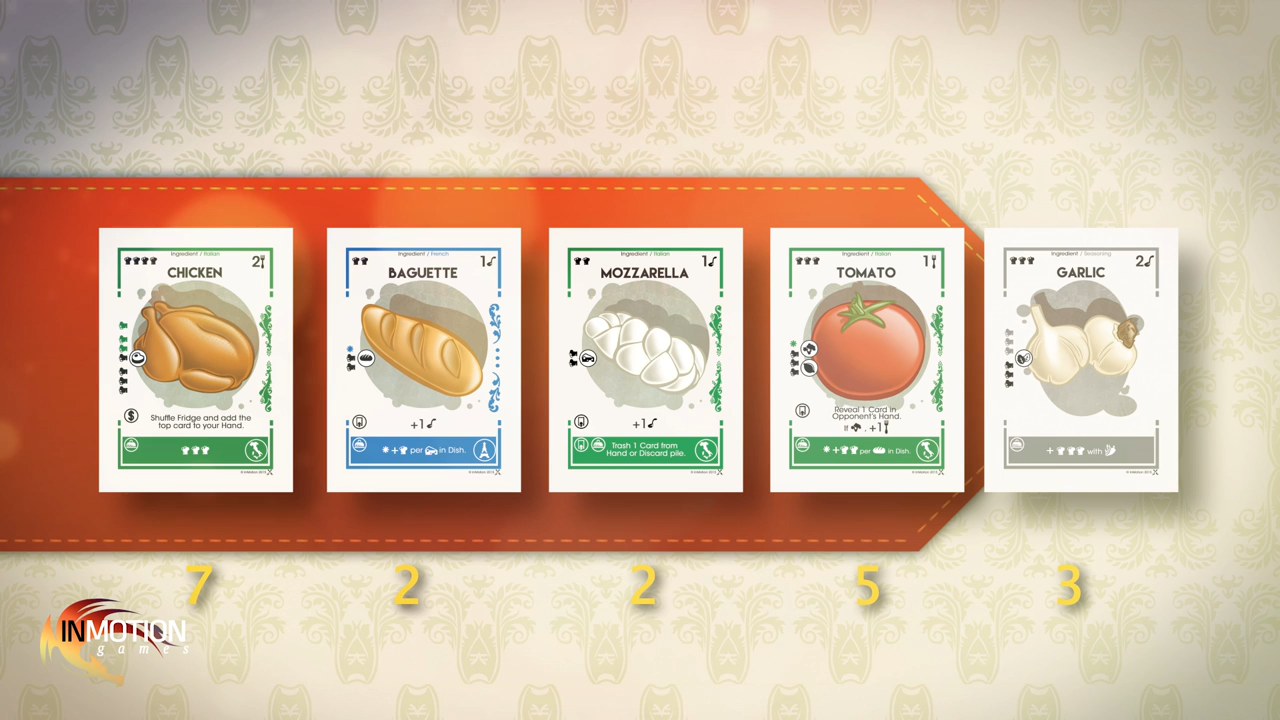 Ingredient / Italian
2
CHICKEN
$
Shuffle Fridge and add the
top card to your Hand.
Ingredient / French
1
BAGUETTE
+1
+ per in Dish.
Ingredient / Italian
1
MOZZARELLA
+1
Trash 1 Card from
Hand or Discard pile.
Ingredient / Italian
1
TOMATO
Reveal 1 Card in
Opponent's Hand.
If , +1
+ per in Dish.
Ingredient / Seasoning
2
GARLIC
+ with
7 2 2 5 3
INMOTION
games